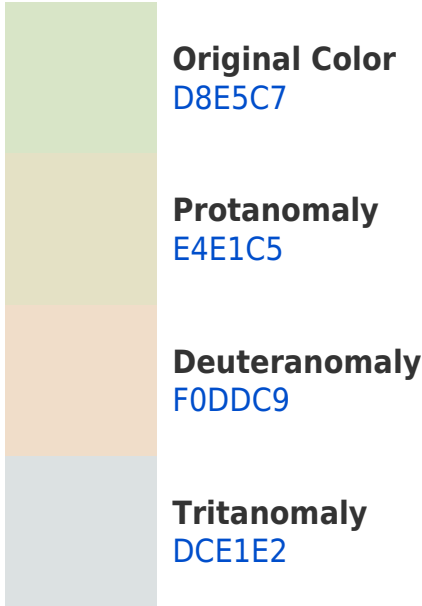 Original Color
D8E5C7
Protanomaly
E4E1C5
Deuteranomaly
F0DDC9
Tritanomaly
DCE1E2